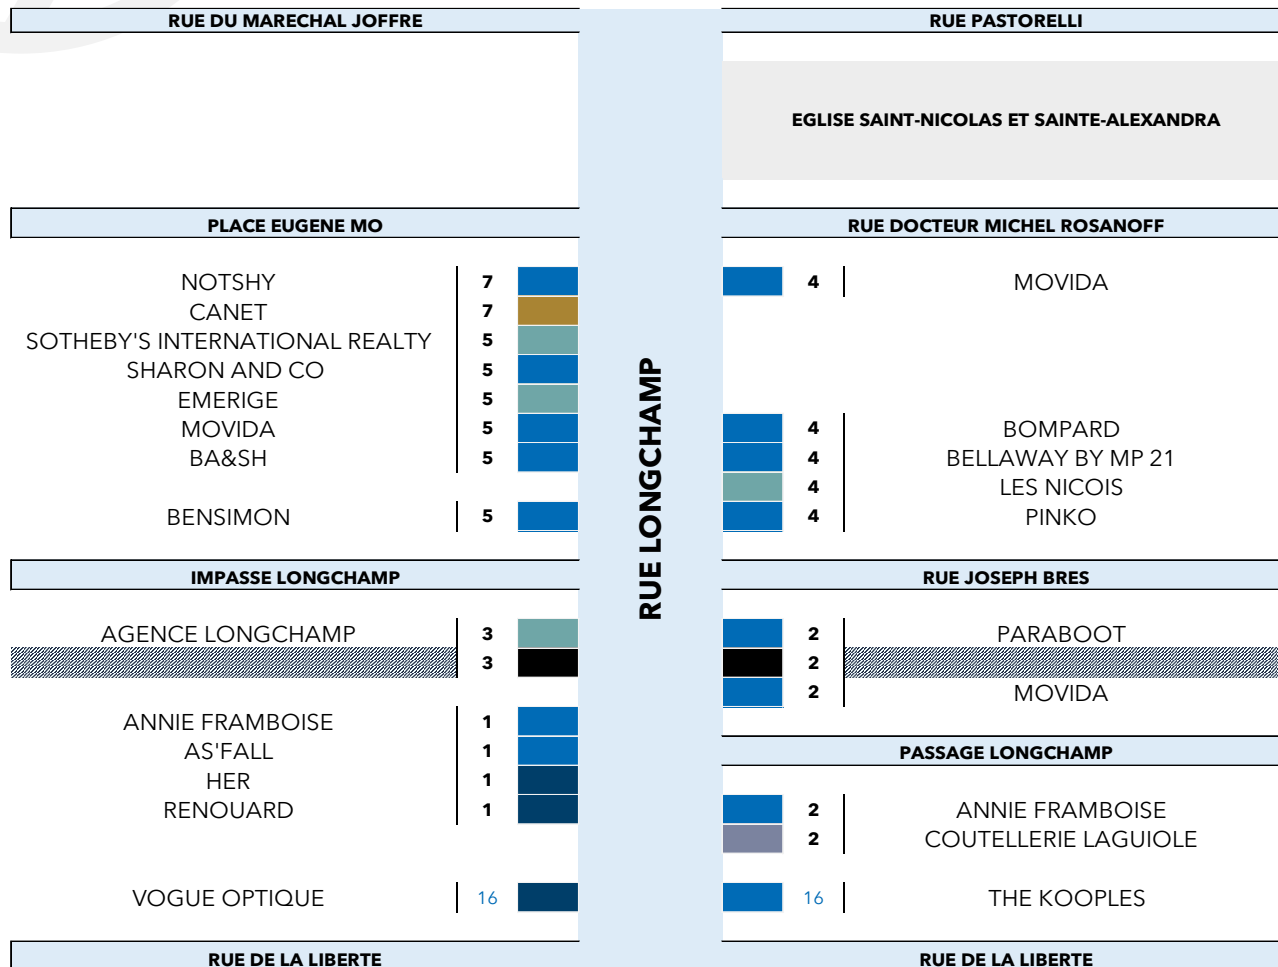 RUE DU MARECHAL JOFFRE
RUE PASTORELLI
EGLISE SAINT-NICOLAS ET SAINTE-ALEXANDRA
PLACE EUGENE MO
RUE DOCTEUR MICHEL ROSANOFF
NOTSHY 7
4 MOVIDA
CANET 7
SOTHEBY'S INTERNATIONAL REALTY 5
SHARON AND CO 5
EMERIGE 5
MOVIDA 5
4 BOMPARD
BA&SH 5
4 BELLAWAY BY MP 21
4 LES NICOIS
BENSIMON 5
4 PINKO
RUE LONGCHAMP
IMPASSE LONGCHAMP
RUE JOSEPH BRES
AGENCE LONGCHAMP 3
2 PARABOOT
3
2
2 MOVIDA
ANNIE FRAMBOISE 1
AS'FALL 1
PASSAGE LONGCHAMP
HER 1
RENOUARD 1
2 ANNIE FRAMBOISE
2 COUTELLERIE LAGUIOLE
VOGUE OPTIQUE 16
16 THE KOOPLES
RUE DE LA LIBERTE
RUE DE LA LIBERTE